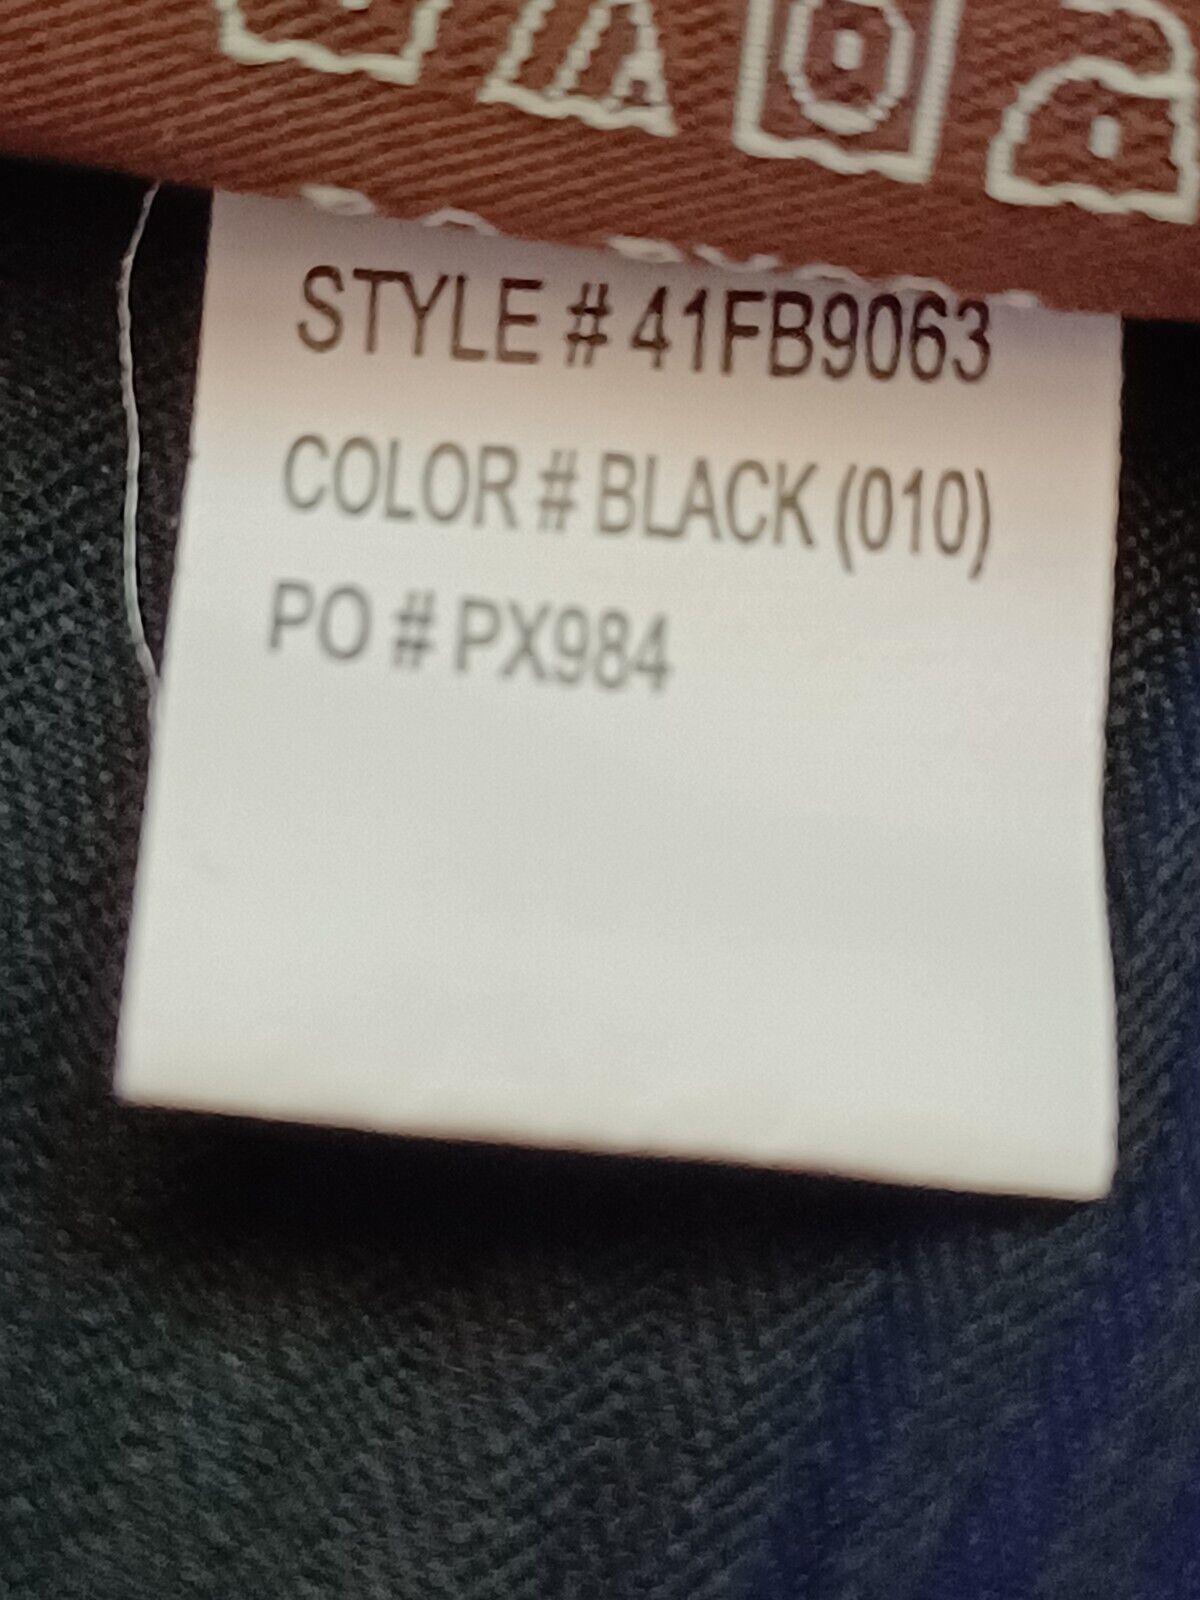 STYLE # 41FB9063
COLOR # BLACK (010)
PO # PX984